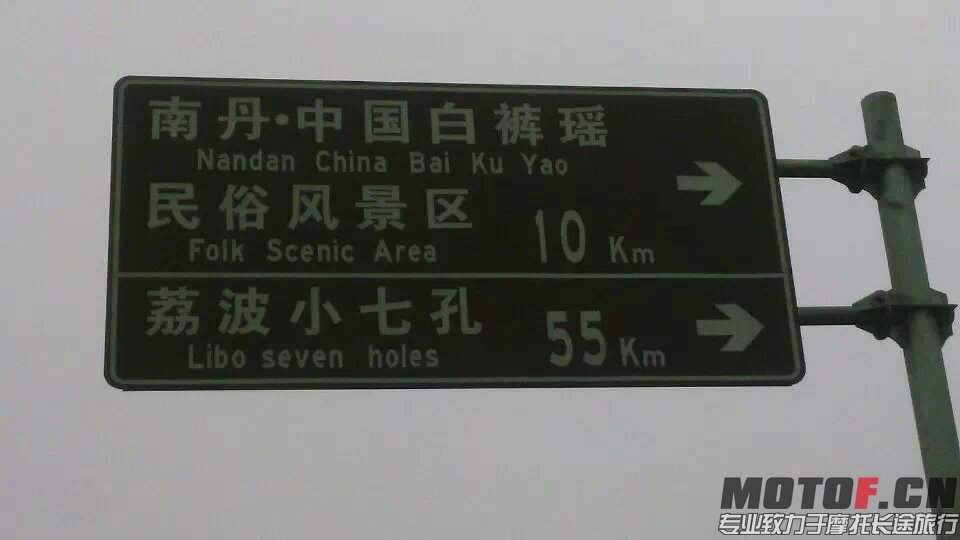 南丹·中国白裤瑶
Nandan China Bai Ku Yao
民俗风景区 10 Km
Folk Scenic Area
荔波小七孔 55 Km
Libo seven holes
MOTOF.CN
专业致力于摩托长途旅行